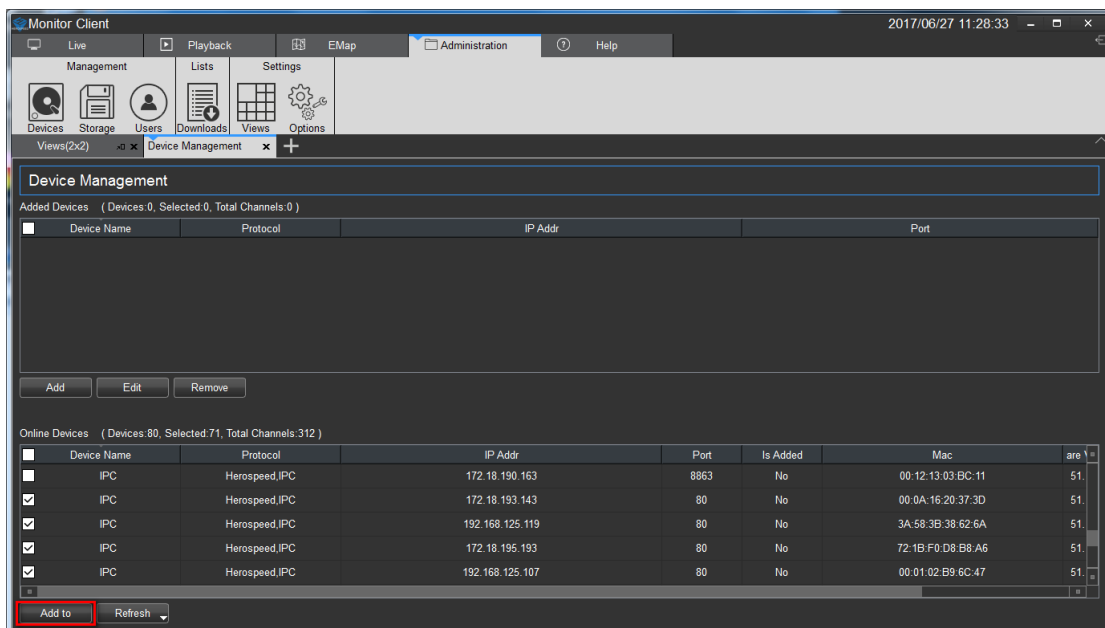 Monitor Client 2017/06/27 11:28:33
Live Playback EMap Administration Help
Management Lists Settings
Devices Storage Users Downloads Views Options
Views(2x2) Device Management
Device Management
Added Devices ( Devices:0, Selected:0, Total Channels:0 )
Device Name Protocol IP Addr Port
Add Edit Remove
Online Devices ( Devices:80, Selected:71, Total Channels:312 )
Device Name Protocol IP Addr Port Is Added Mac are V
IPC Herospeed,IPC 172.18.190.163 8863 No 00:12:13:03:BC:11 51.
IPC Herospeed,IPC 172.18.193.143 80 No 00:0A:16:20:37:3D 51.
IPC Herospeed,IPC 192.168.125.119 80 No 3A:58:3B:38:62:6A 51.
IPC Herospeed,IPC 172.18.195.193 80 No 72:1B:F0:D8:B8:A6 51.
IPC Herospeed,IPC 192.168.125.107 80 No 00:01:02:B9:6C:47 51.
Add to Refresh